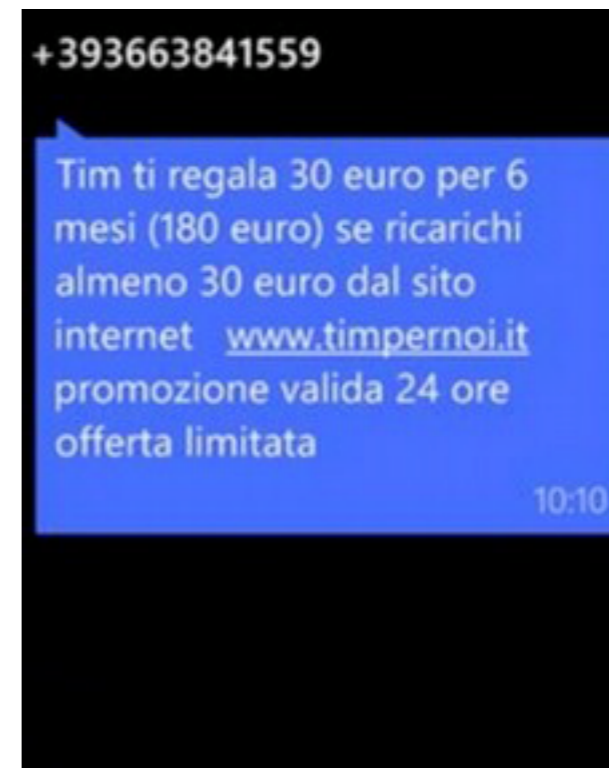 +393663841559
Tim ti regala 30 euro per 6
mesi (180 euro) se ricarichi
almeno 30 euro dal sito
internet www.timpernoi.it
promozione valida 24 ore
offerta limitata
10:10